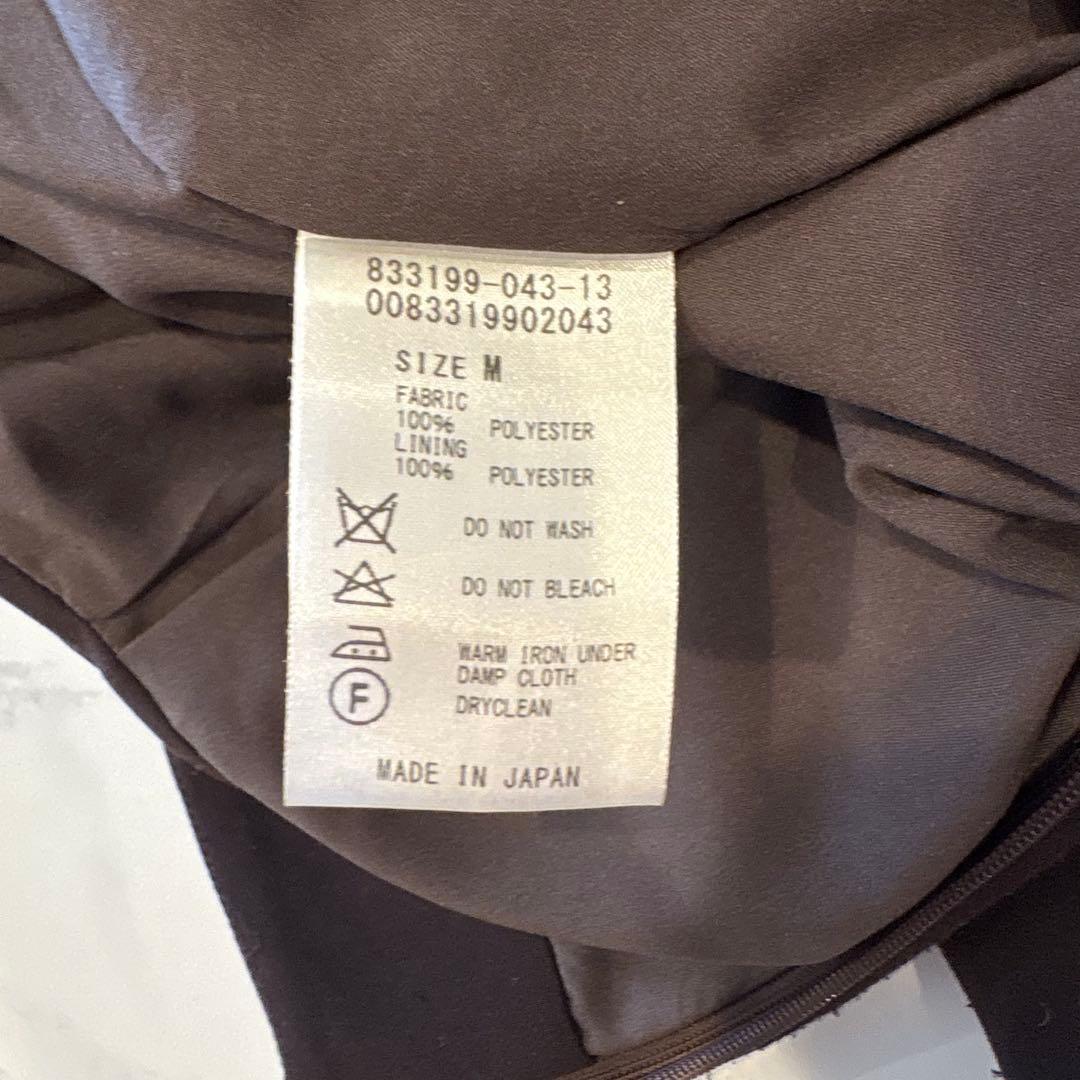 833199-043-13
0083319902043
SIZE M
FABRIC
100% POLYESTER
LINING
100% POLYESTER
DO NOT WASH
DO NOT BLEACH
WARM IRON UNDER
DAMP CLOTH
F DRYCLEAN
MADE IN JAPAN